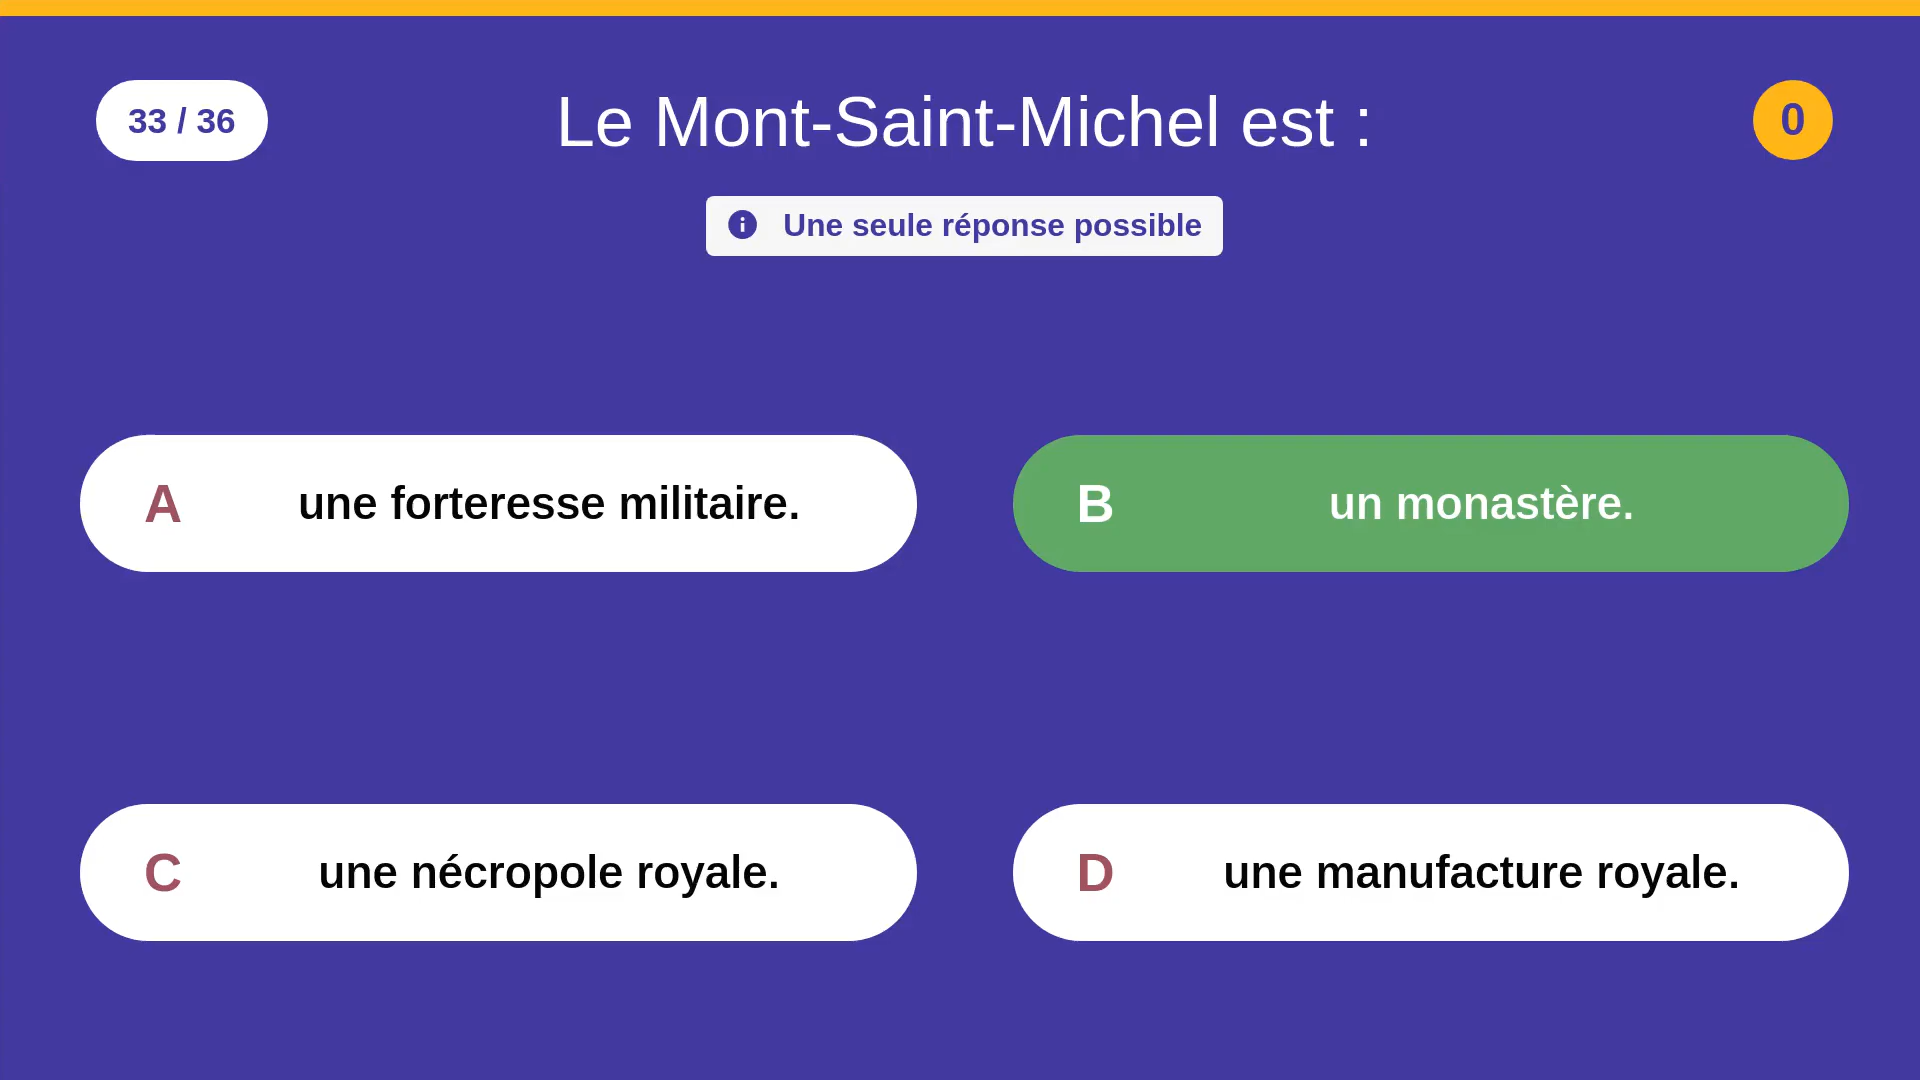 33 / 36
Le Mont-Saint-Michel est :
0
Une seule réponse possible
A une forteresse militaire.
B un monastère.
C une nécropole royale.
D une manufacture royale.